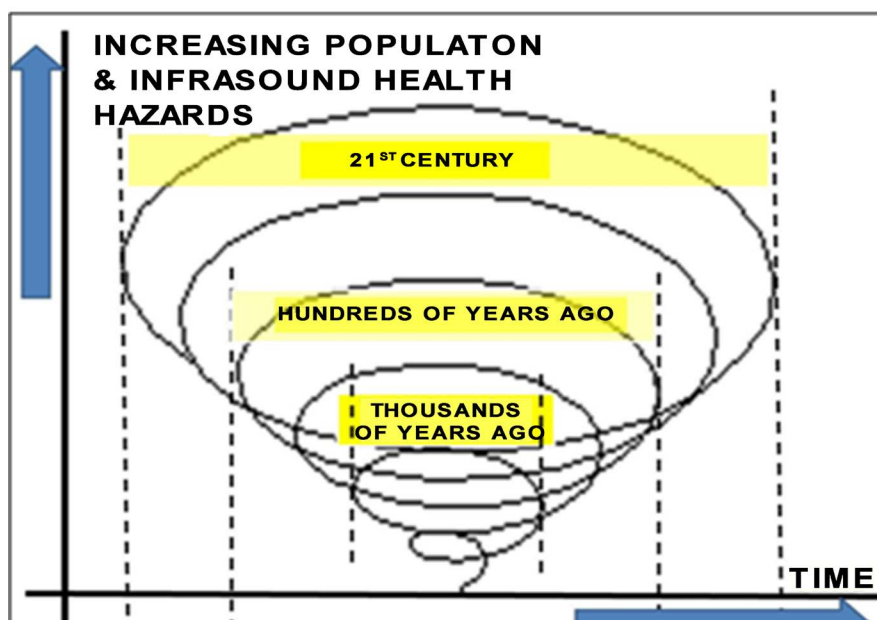 INCREASING POPULATON
& INFRASOUND HEALTH
HAZARDS
21ST CENTURY
HUNDREDS OF YEARS AGO
THOUSANDS
OF YEARS AGO
TIME